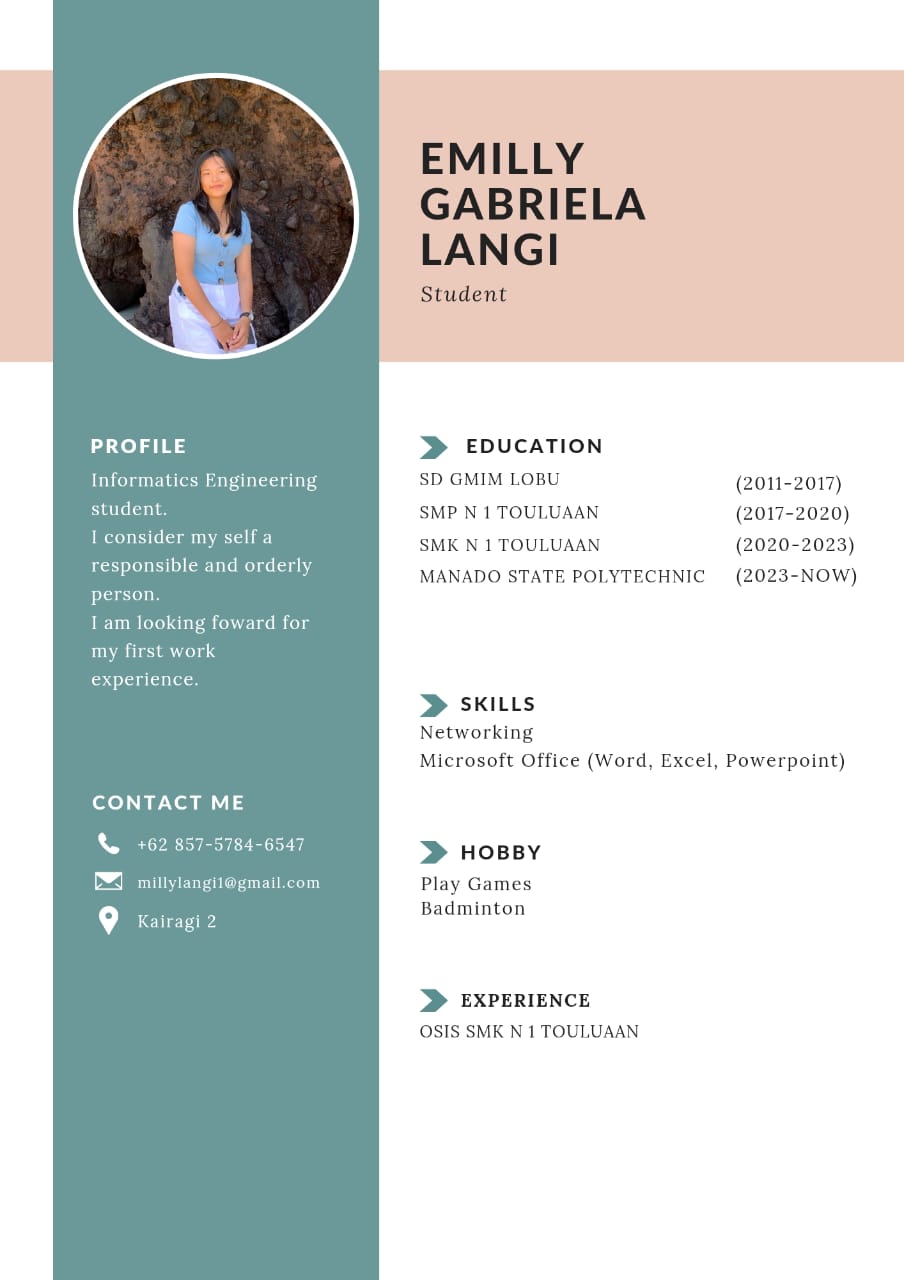 EMILLY
GABRIELA
LANGI
Student
PROFILE
Informatics Engineering
student.
I consider my self a
responsible and orderly
person.
I am looking foward for
my first work
experience.
CONTACT ME
+62 857-5784-6547
millylangi1@gmail.com
Kairagi 2
EDUCATION
SD GMIM LOBU (2011-2017)
SMP N 1 TOULUAAN (2017-2020)
SMK N 1 TOULUAAN (2020-2023)
MANADO STATE POLYTECHNIC (2023-NOW)
SKILLS
Networking
Microsoft Office (Word, Excel, Powerpoint)
HOBBY
Play Games
Badminton
EXPERIENCE
OSIS SMK N 1 TOULUAAN